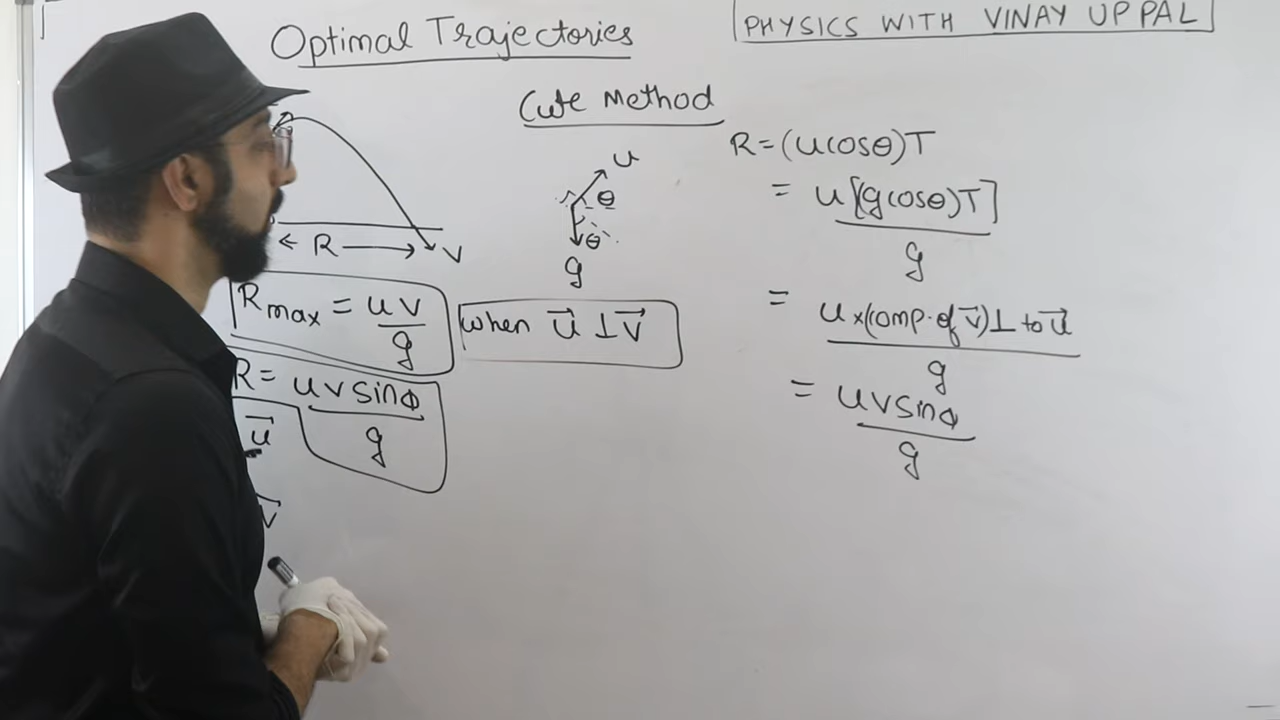 Optimal Trajectories
PHYSICS WITH VINAY UPPAL
Cute Method
u
θ
θ
g
← R → V
R = (u cosθ)T
= u[(g cosθ)T] / g
= u×(comp. of v⃗)⊥ to u⃗ / g
= uv sinϕ / g
Rmax = uv / g
when u⃗ ⊥ v⃗
R = uv sinϕ / g
u⃗
v⃗